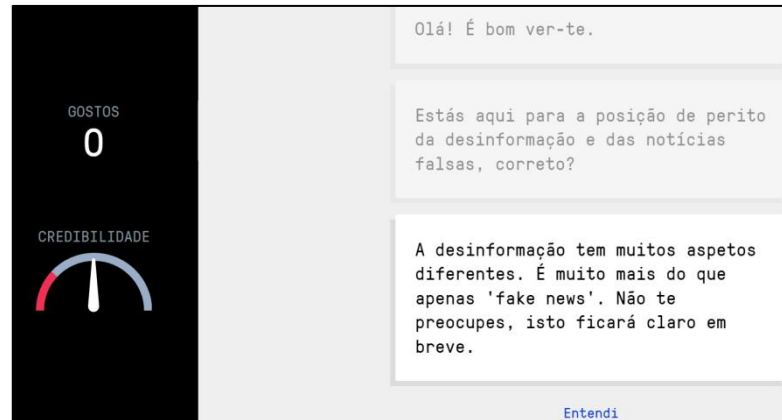 GOSTOS
0
CREDIBILIDADE
Olá! É bom ver-te.
Estás aqui para a posição de perito
da desinformação e das notícias
falsas, correto?
A desinformação tem muitos aspetos
diferentes. É muito mais do que
apenas 'fake news'. Não te
preocupes, isto ficará claro em
breve.
Entendi